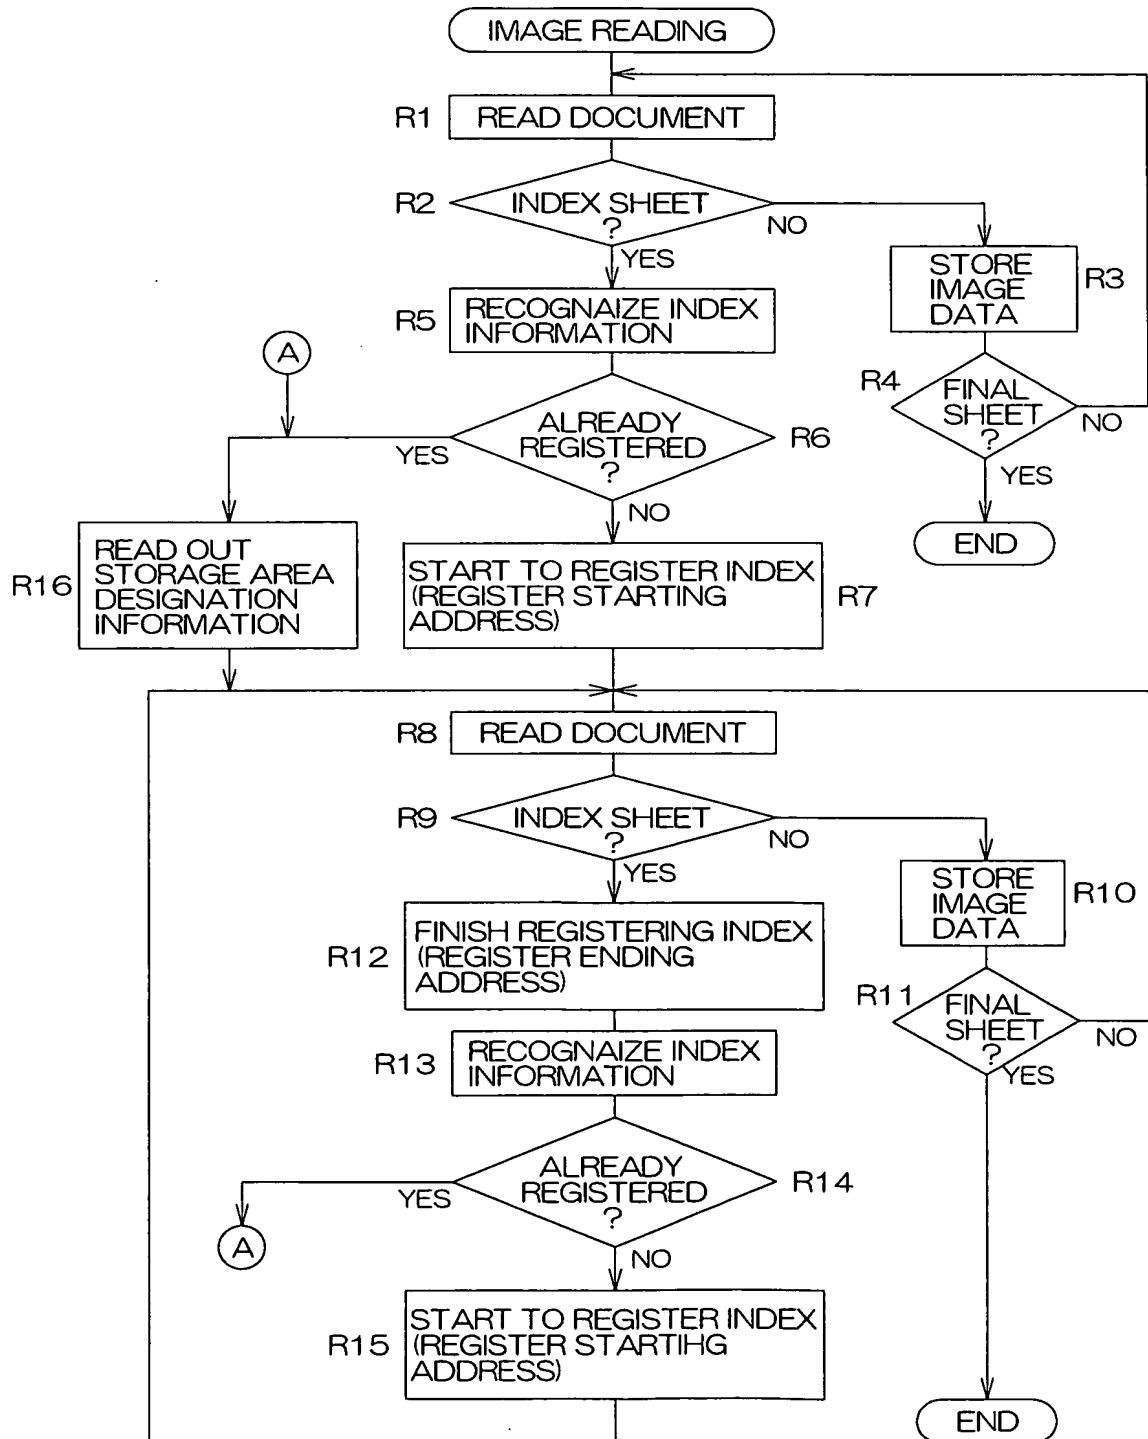 IMAGE READING
R1
READ DOCUMENT
R2
INDEX SHEET
?
NO
YES
STORE
IMAGE
DATA
R3
R5
RECOGNAIZE INDEX
INFORMATION
A
R4
FINAL
SHEET
?
NO
YES
END
ALREADY
REGISTERED
?
R6
YES
NO
R16
READ OUT
STORAGE AREA
DESIGNATION
INFORMATION
START TO REGISTER INDEX
(REGISTER STARTING
ADDRESS)
R7
R8
READ DOCUMENT
R9
INDEX SHEET
?
NO
YES
STORE
IMAGE
DATA
R10
R12
FINISH REGISTERING INDEX
(REGISTER ENDING
ADDRESS)
R11
FINAL
SHEET
?
NO
YES
R13
RECOGNAIZE INDEX
INFORMATION
ALREADY
REGISTERED
?
R14
YES
A
NO
R15
START TO REGISTER INDEX
(REGISTER STARTIHG
ADDRESS)
END